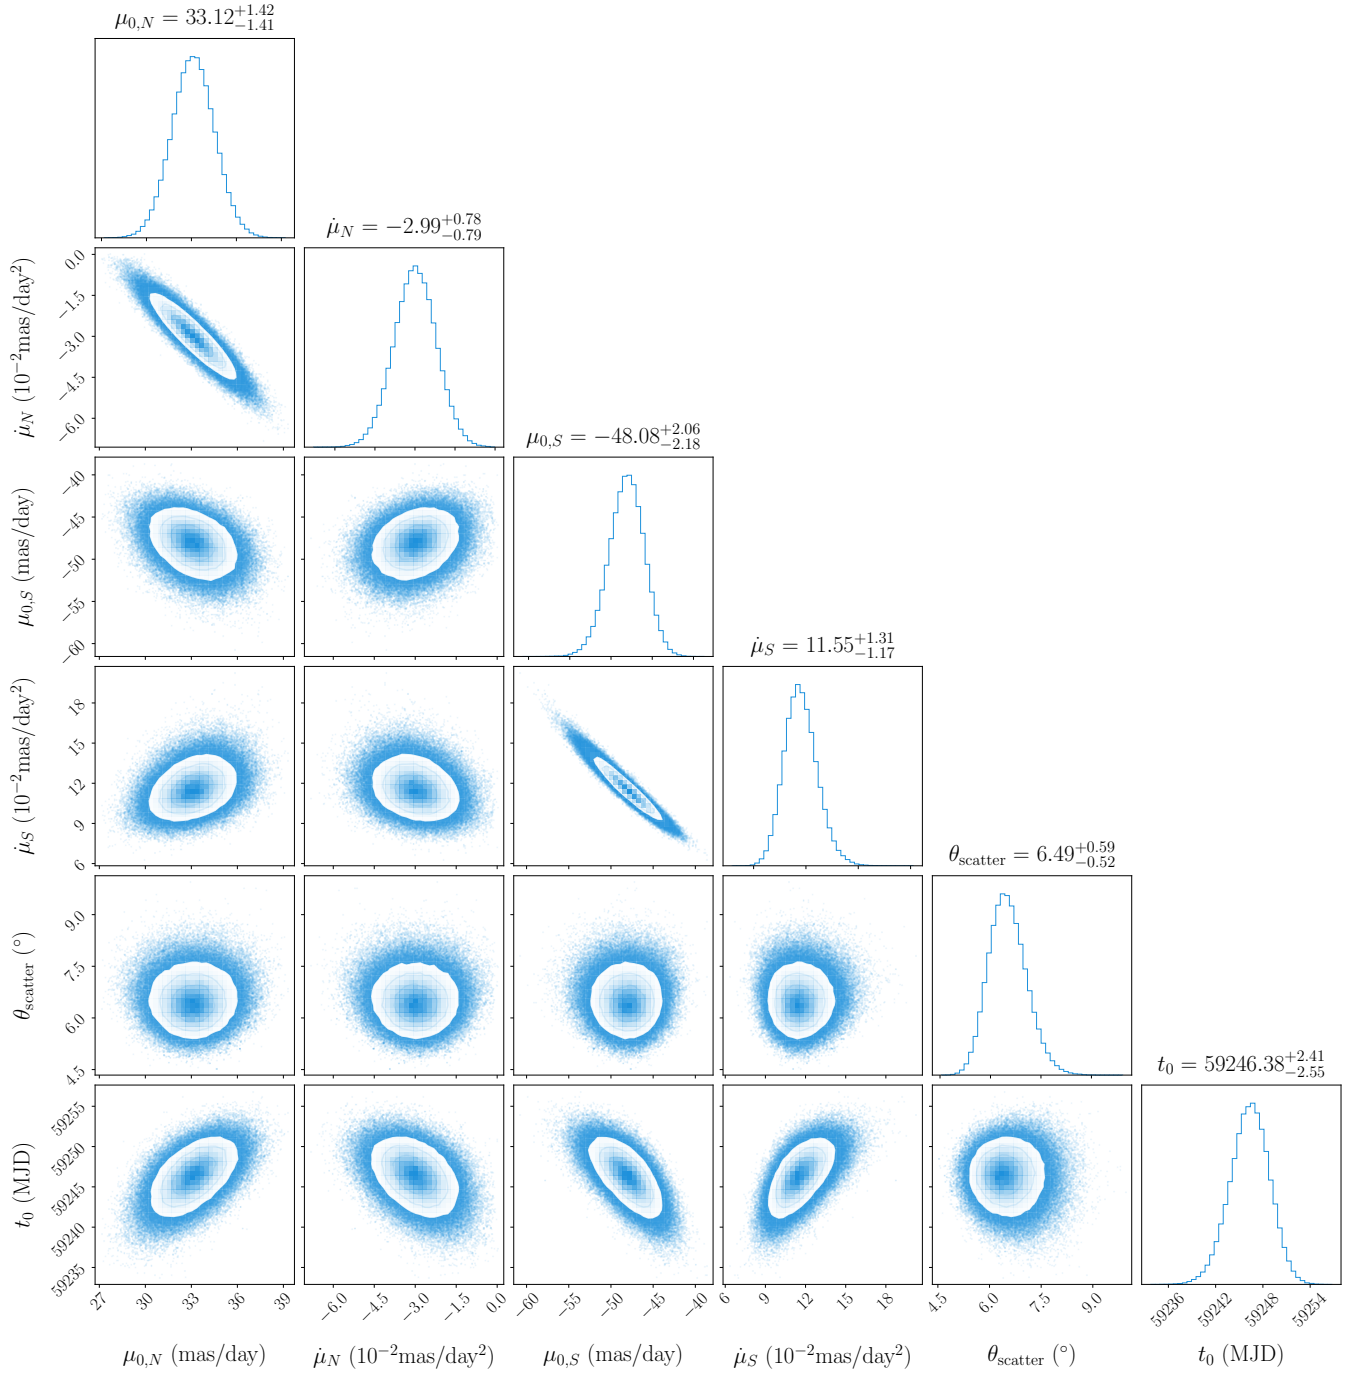 μ₀,N = 33.12 +1.42 −1.41
μ̇_N = −2.99 +0.78 −0.79
0.0
−1.5
−3.0
−4.5
−6.0
μ̇_N (10⁻²mas/day²)
μ₀,S = −48.08 +2.06 −2.18
−40
−45
−50
−55
−60
μ₀,S (mas/day)
μ̇_S = 11.55 +1.31 −1.17
18
15
12
9
6
μ̇_S (10⁻²mas/day²)
θscatter = 6.49 +0.59 −0.52
9.0
7.5
6.0
4.5
θscatter (°)
t₀ = 59246.38 +2.41 −2.55
59255
59250
59245
59240
59235
t₀ (MJD)
27 30 33 36 39 −6.0 −4.5 −3.0 −1.5 0.0 −60 −55 −50 −45 −40 6 9 12 15 18 4.5 6.0 7.5 9.0 59236 59242 59248 59254
μ₀,N (mas/day) μ̇_N (10⁻²mas/day²) μ₀,S (mas/day) μ̇_S (10⁻²mas/day²) θscatter (°) t₀ (MJD)